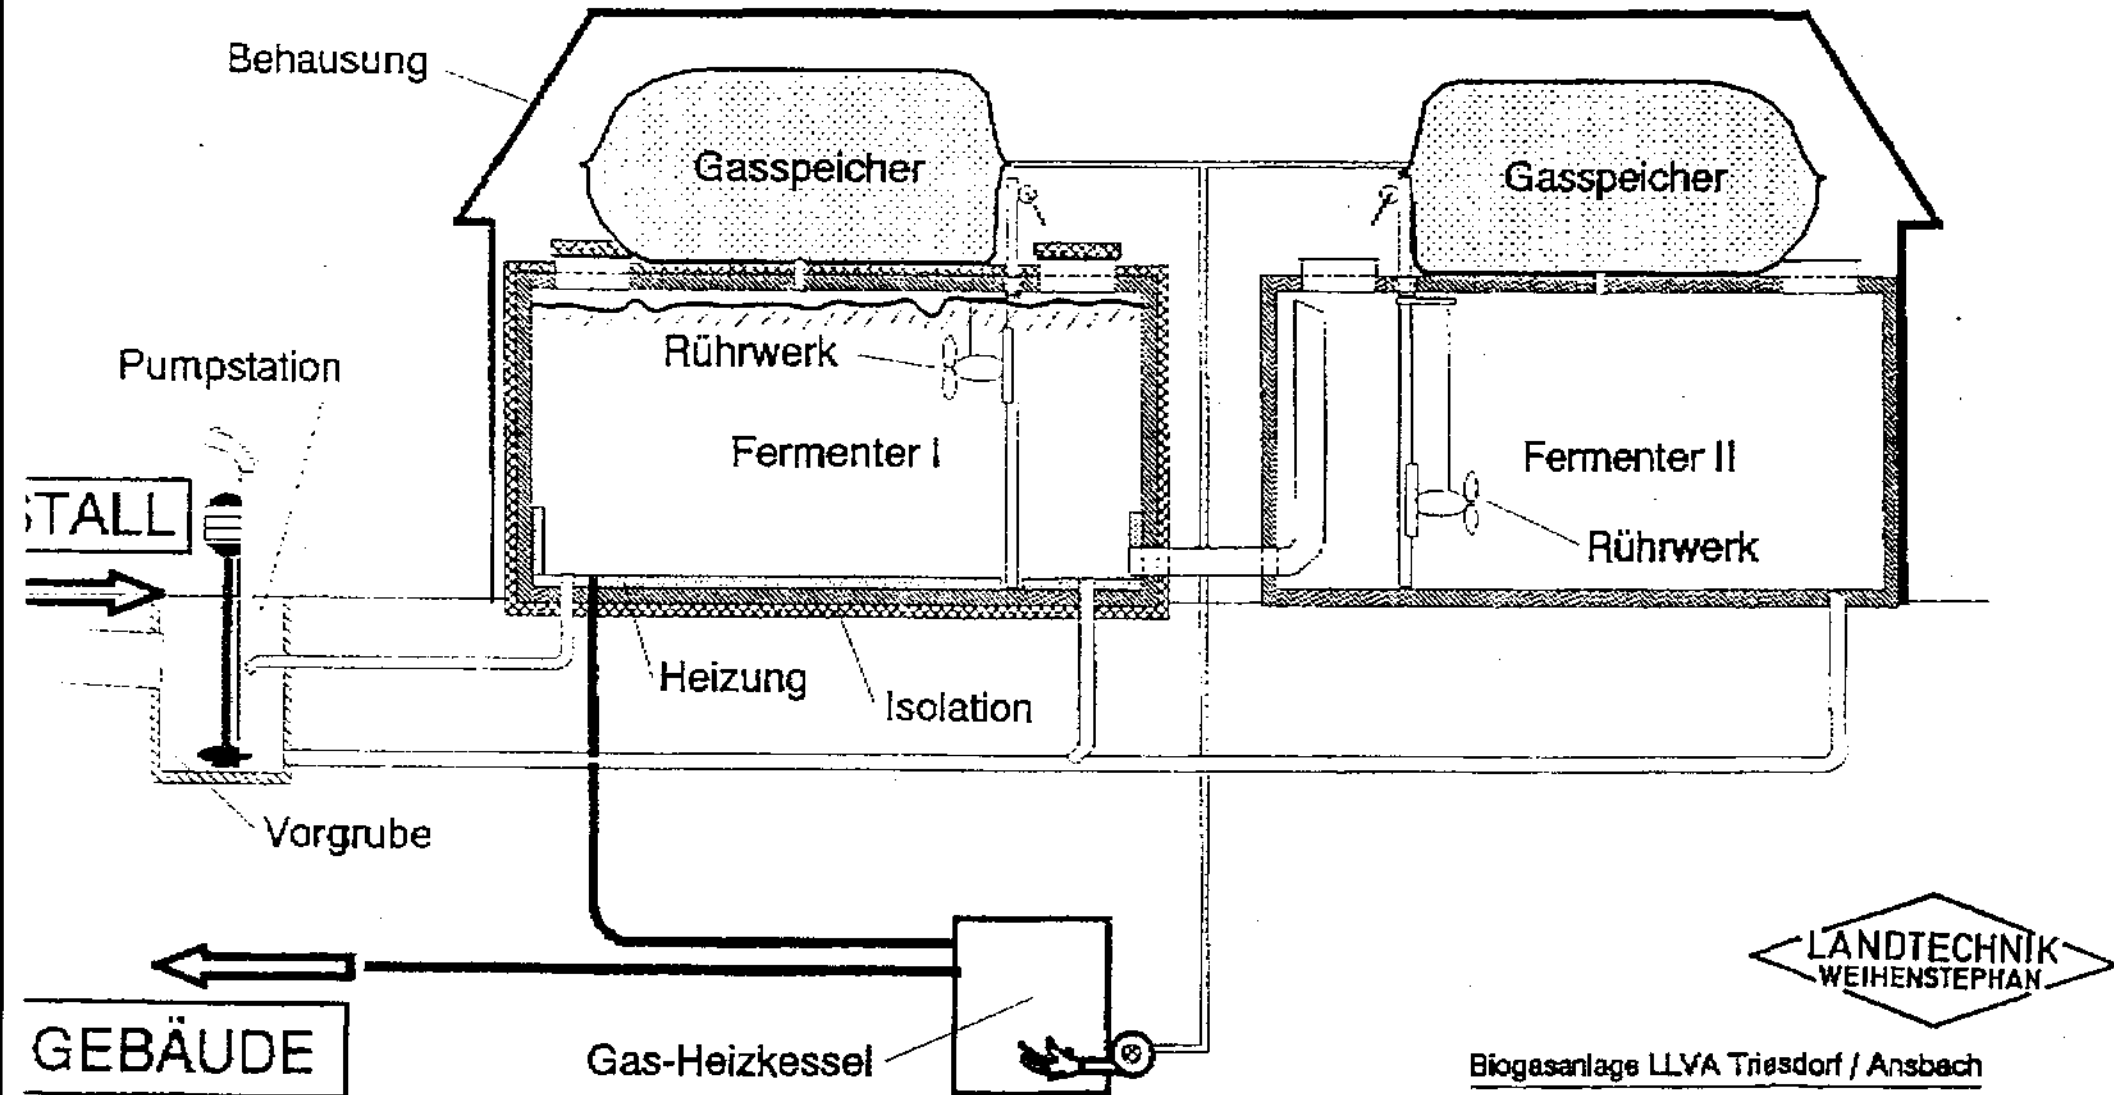 Behausung
Gasspeicher
Gasspeicher
Rührwerk
Pumpstation
Fermenter I
Fermenter II
STALL
Rührwerk
Heizung
Isolation
Vorgrube
LANDTECHNIK
WEIHENSTEPHAN
GEBÄUDE
Gas-Heizkessel
Biogasanlage LLVA Triesdorf / Ansbach